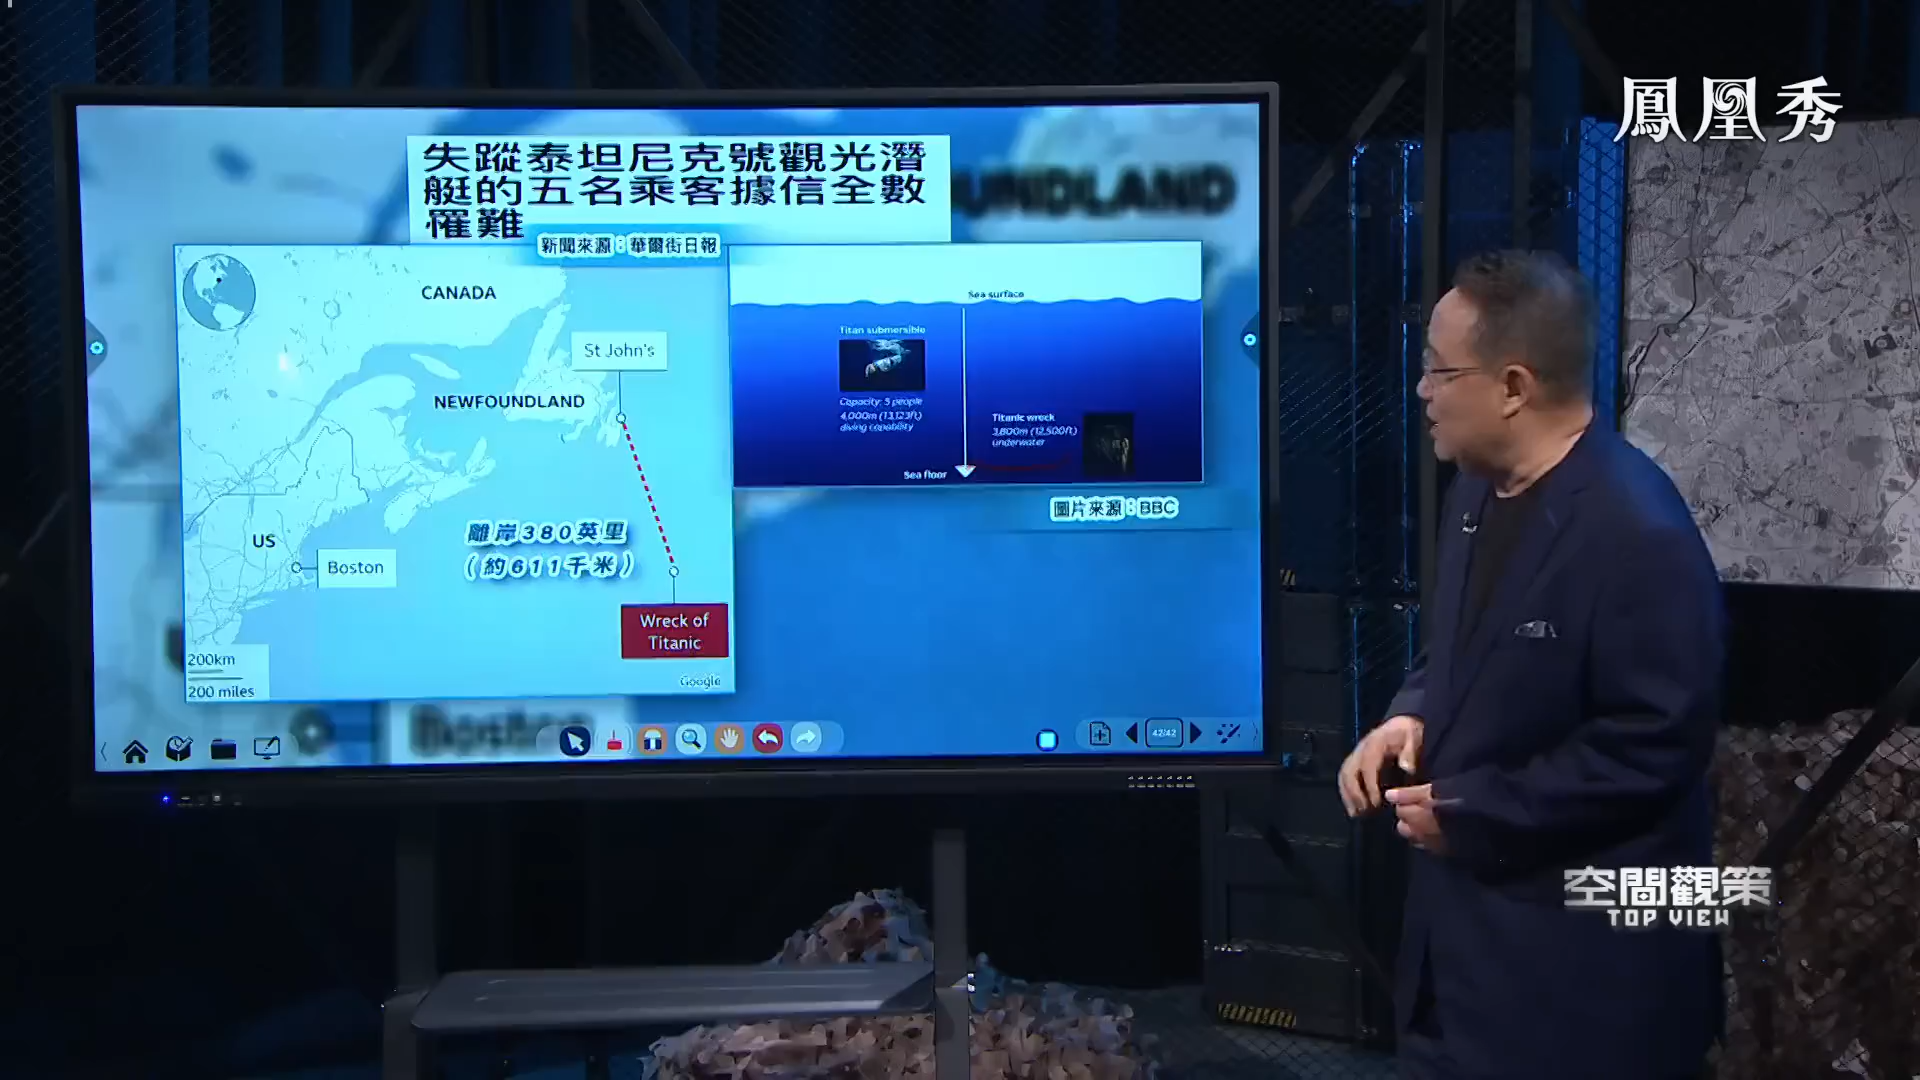 鳳凰秀
失蹤泰坦尼克號觀光潛
艇的五名乘客據信全數
罹難
新聞來源：華爾街日報
UNDLAND
CANADA
St John's
NEWFOUNDLAND
US
Boston
離岸380英里
（約611千米）
Wreck of
Titanic
200km
200 miles
Google
Sea surface
Titan submersible
Capacity: 5 people
4,000m (13,123ft)
diving capability
Titanic wreck
3,800m (12,500ft)
underwater
Sea floor
圖片來源：BBC
Boston
42/42
空間觀策
TOP VIEW